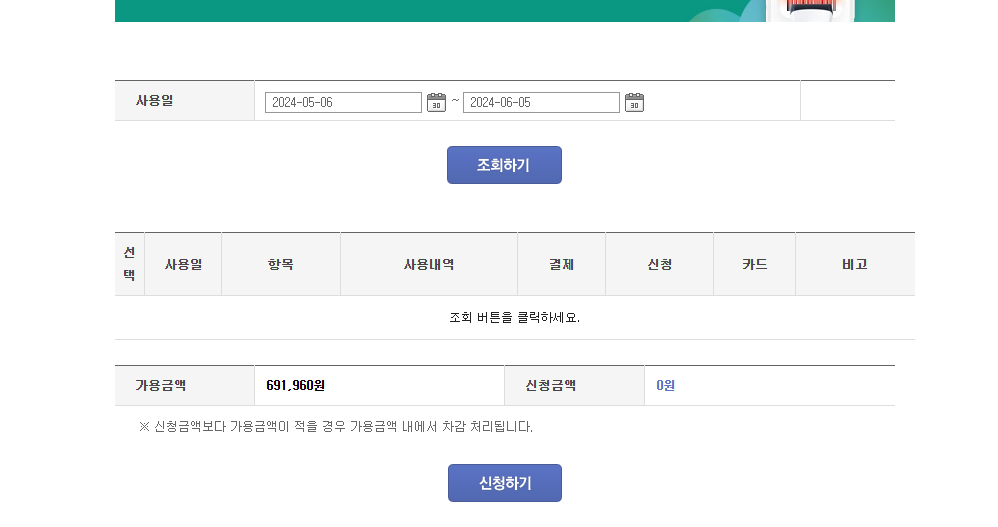 사용일 2024-05-06 30 ~ 2024-06-05 30
조회하기
선택 사용일 항목 사용내역 결제 신청 카드 비고
조회 버튼을 클릭하세요.
가용금액 691,960원 신청금액 0원
※ 신청금액보다 가용금액이 적을 경우 가용금액 내에서 차감 처리됩니다.
신청하기